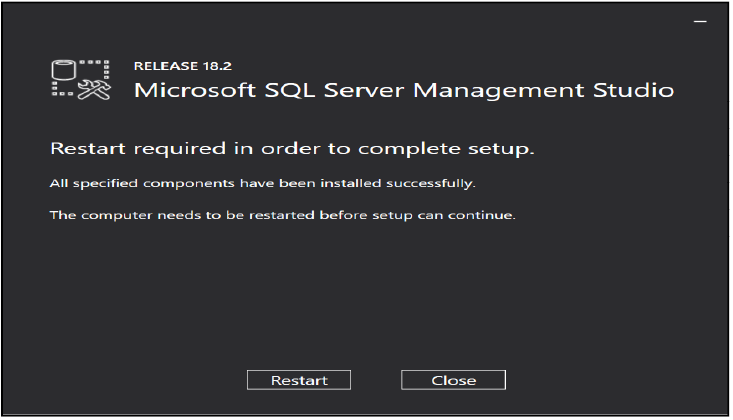 RELEASE 18.2
Microsoft SQL Server Management Studio
Restart required in order to complete setup.
All specified components have been installed successfully.
The computer needs to be restarted before setup can continue.
Restart Close